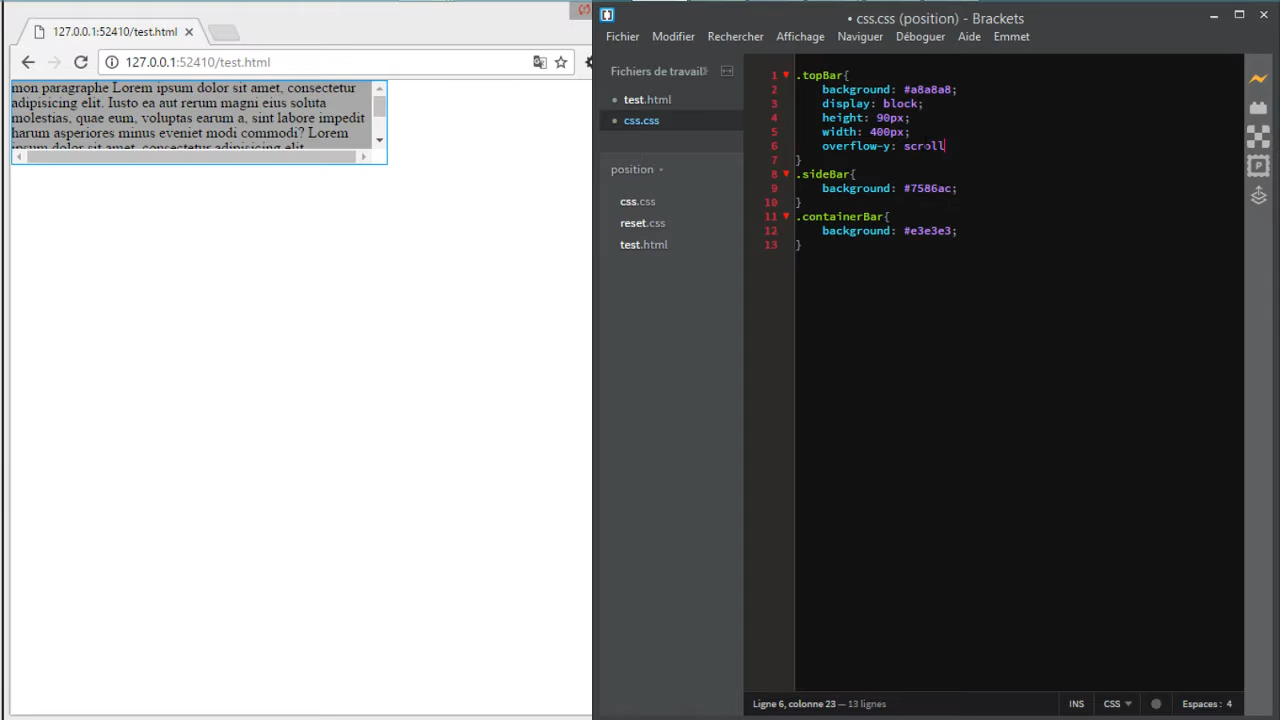 127.0.0.1:52410/test.html
127.0.0.1:52410/test.html
mon paragraphe Lorem ipsum dolor sit amet, consectetur
adipisicing elit. Iusto ea aut rerum magni eius soluta
molestias, quae eum, voluptas earum a, sint labore impedit
harum asperiores minus eveniet modi commodi? Lorem
ipsum dolor sit amet, consectetur adipisicing elit.
• css.css (position) - Brackets
Fichier Modifier Rechercher Affichage Naviguer Déboguer Aide Emmet
Fichiers de travail
test.html
css.css
position
css.css
reset.css
test.html
1 .topBar{
2 background: #a8a8a8;
3 display: block;
4 height: 90px;
5 width: 400px;
6 overflow-y: scroll
7 }
8 .sideBar{
9 background: #7586ac;
10 }
11 .containerBar{
12 background: #e3e3e3;
13 }
Ligne 6, colonne 23 — 13 lignes
INS CSS Espaces : 4